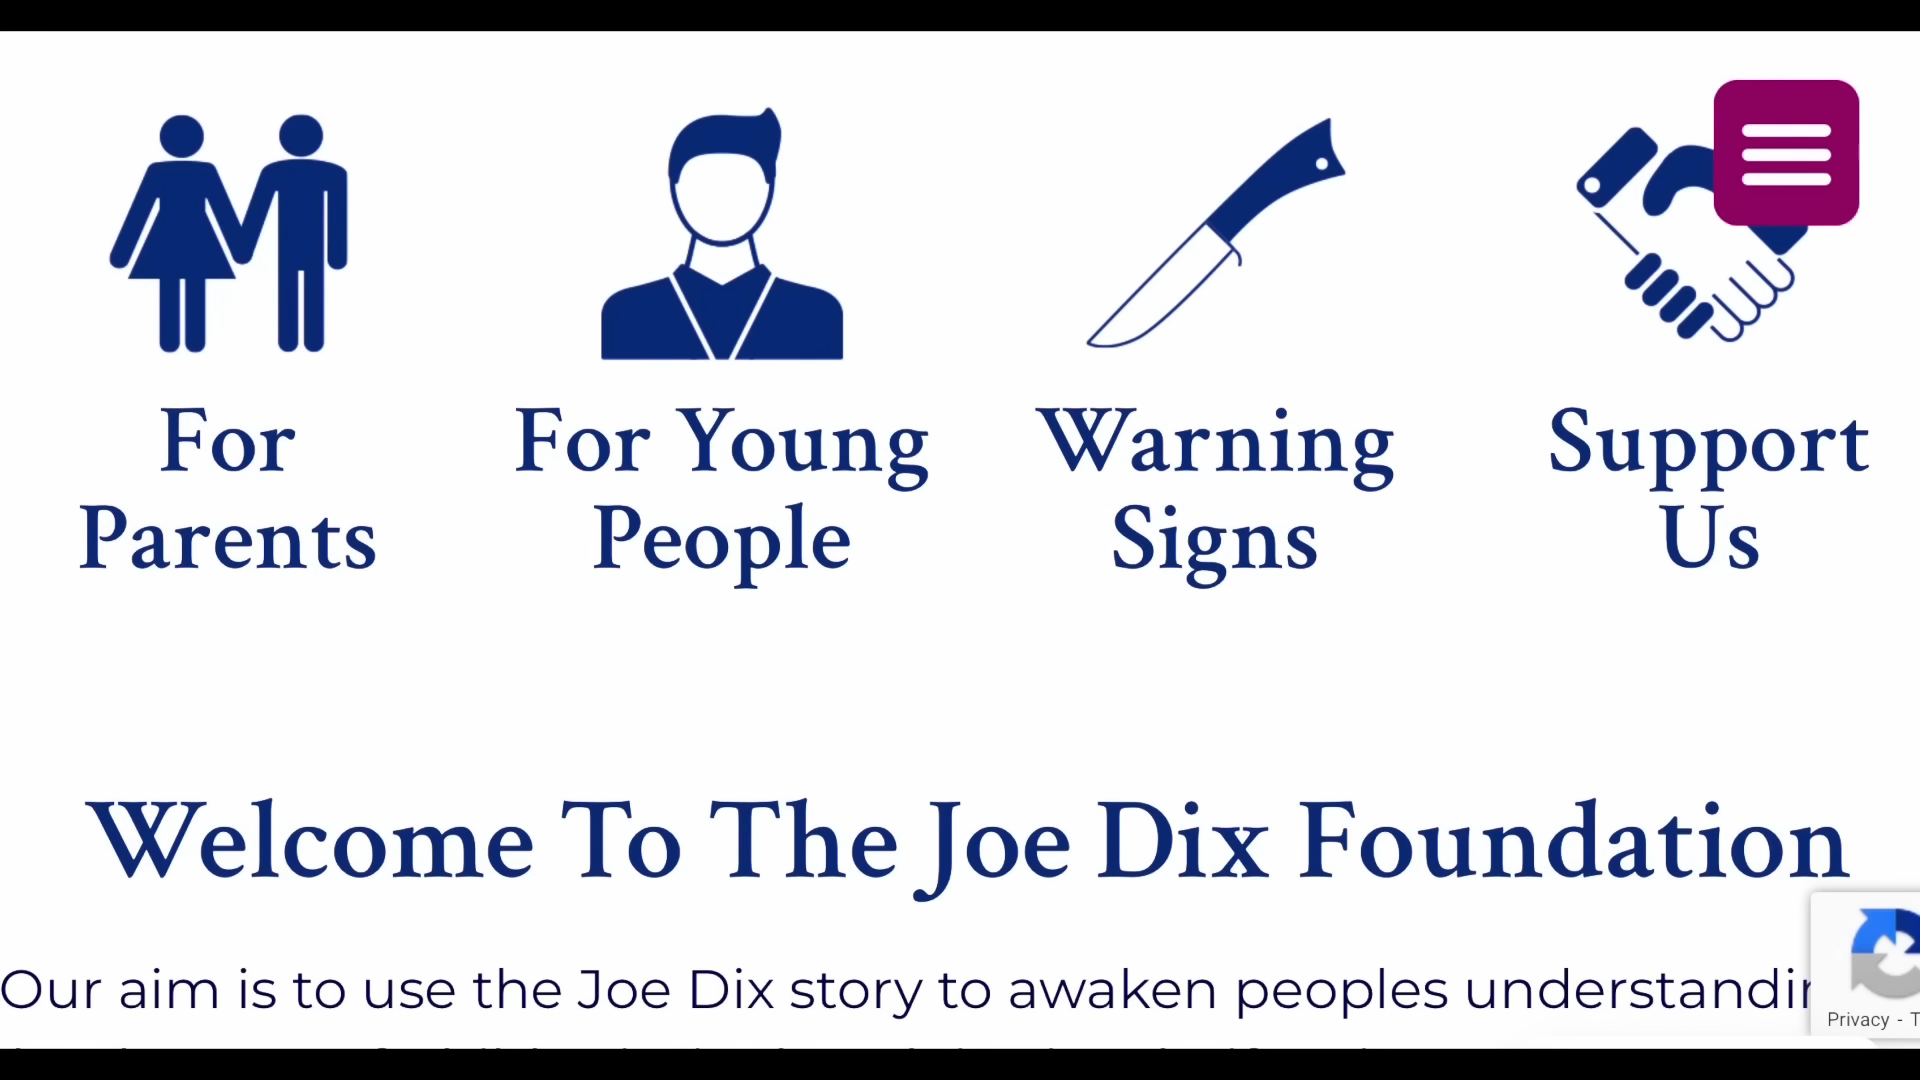 For Parents
For Young People
Warning Signs
Support Us
Welcome To The Joe Dix Foundation
Our aim is to use the Joe Dix story to awaken peoples
Privacy -